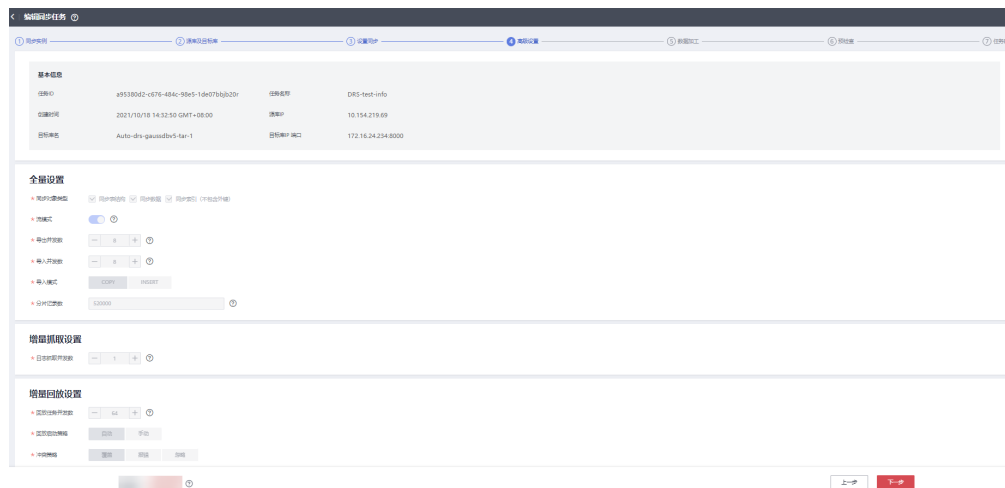 编辑同步任务
1 同步实例 2 源库及目标库 3 设置同步 4 高级设置 5 数据加工 6 预检查 7
基本信息
任务ID a95380d2-c676-484c-98e5-1de07bbjb20r 任务名称 DRS-test-info
创建时间 2021/10/18 14:32:50 GMT+08:00 源库IP 10.154.219.69
目标库名 Auto-drs-gaussdbv5-tar-1 目标库IP 端口 172.16.24.254:8000
全量设置
* 同步对象类型 同步表结构 同步数据 同步索引（不包含外键）
* 流模式
* 导出并发数 — 8 +
* 导入并发数 — 8 +
* 导入模式 COPY INSERT
* 分片记录数 520000
增量抓取设置
* 日志抓取并发数 — 1 +
增量回放设置
* 回放任务并发数 — 64 +
* 回放启动策略 自动 手动
* 冲突策略 覆盖 报错 忽略
上一步 下一步